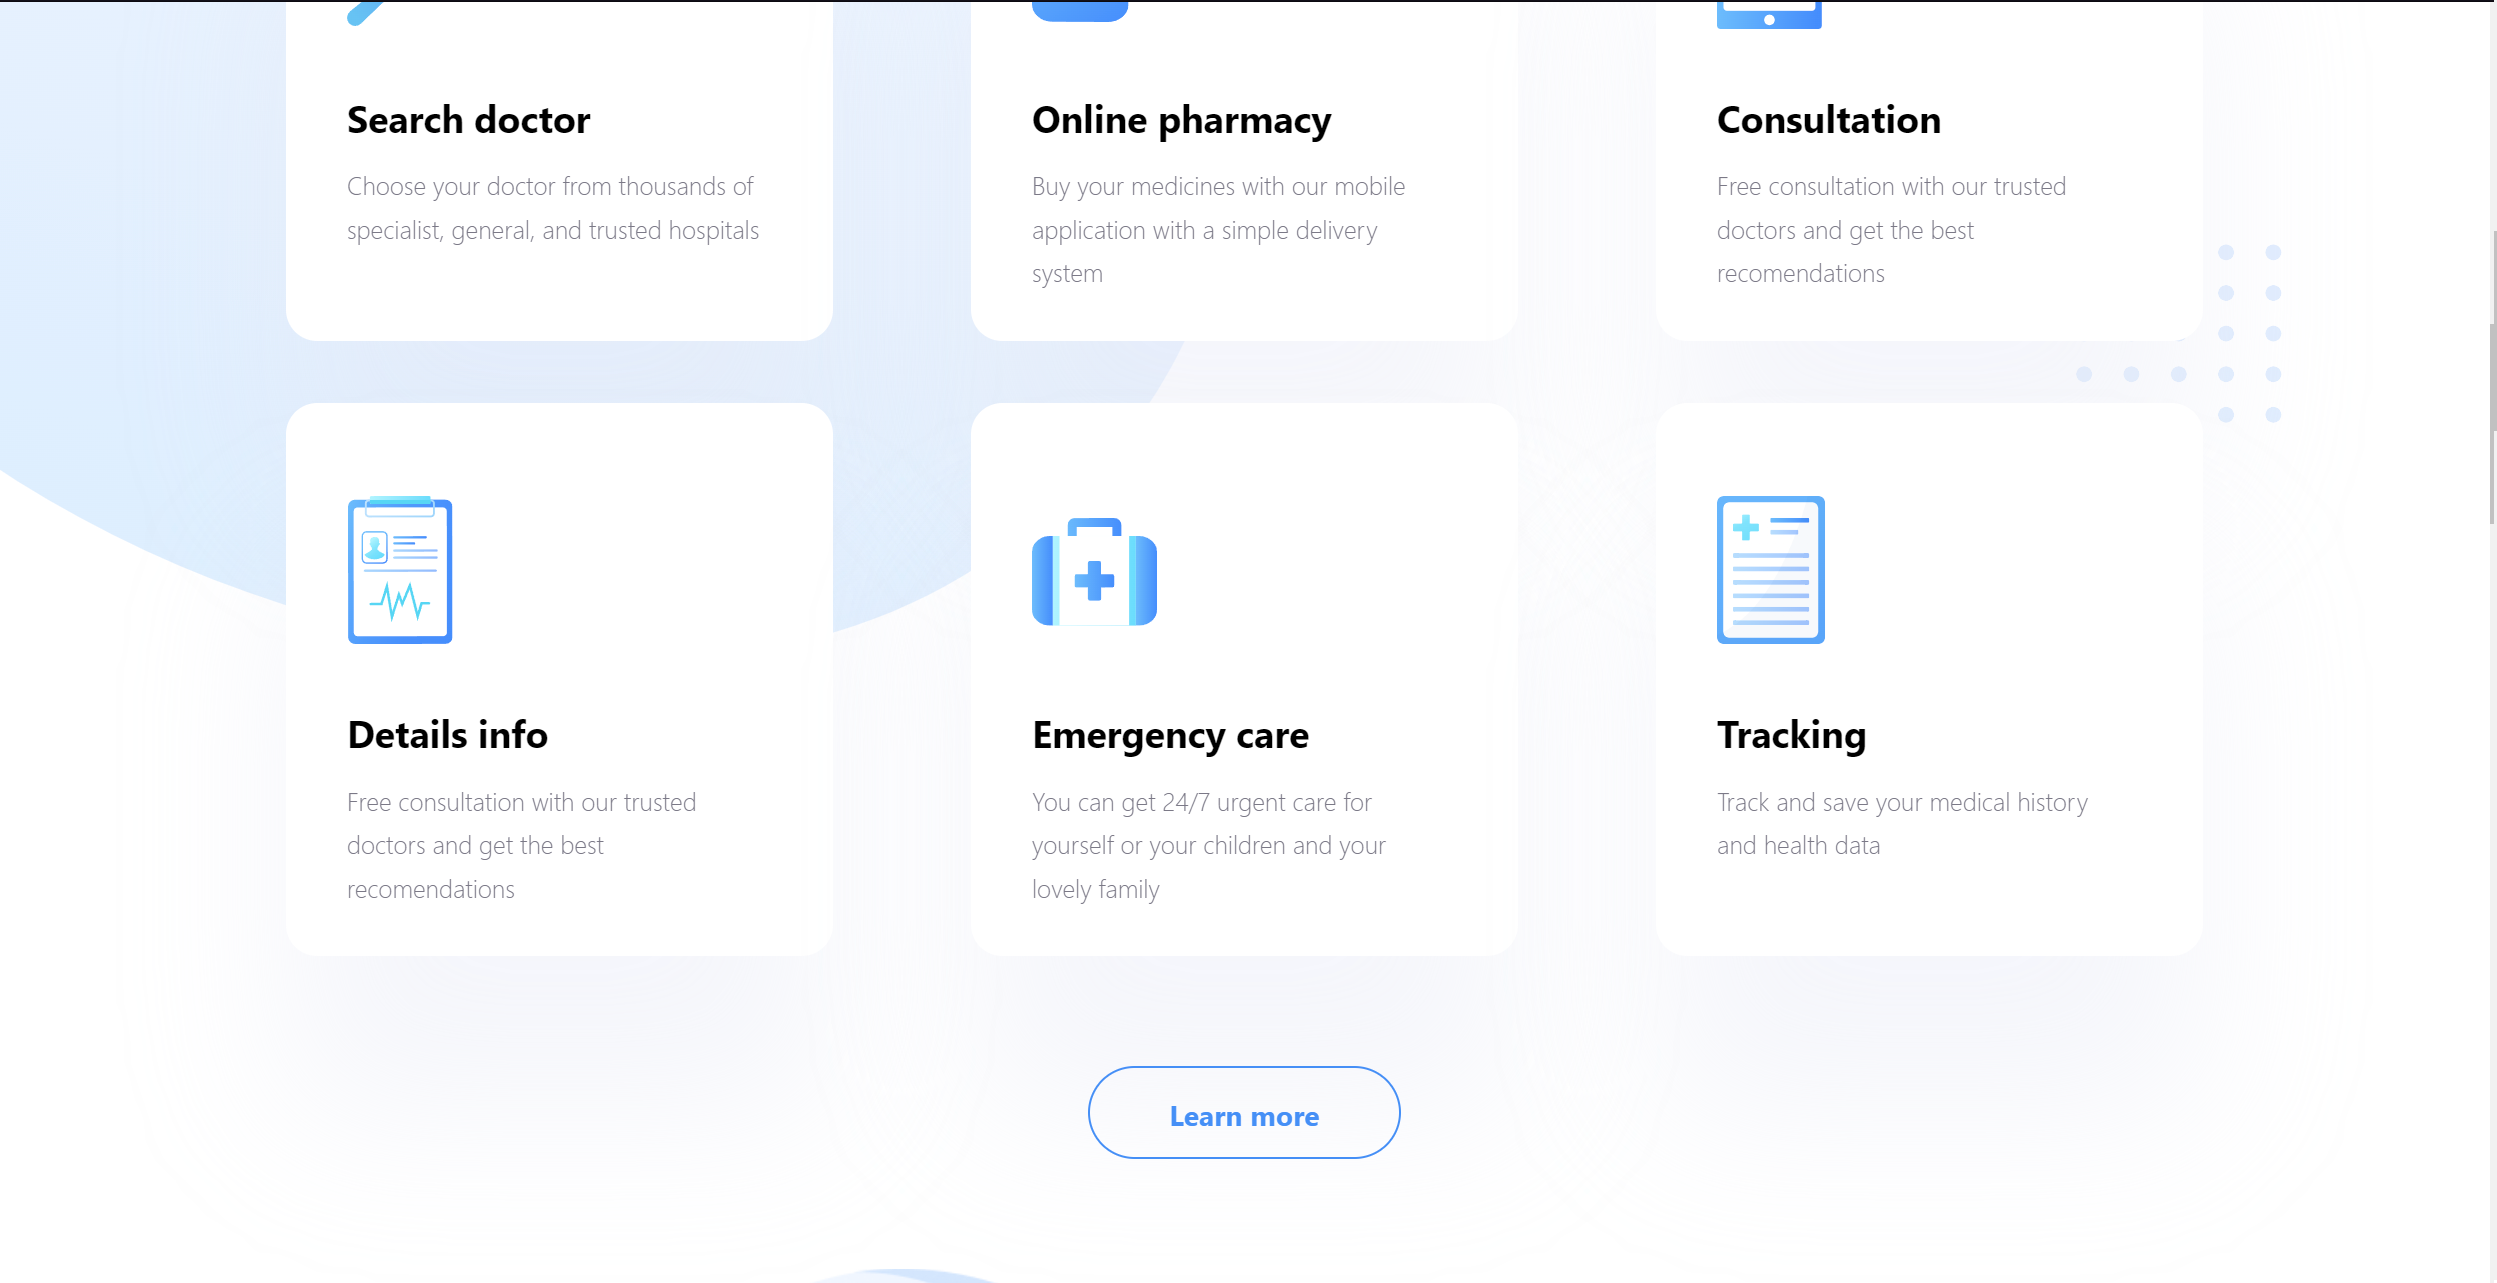 Search doctor
Choose your doctor from thousands of
specialist, general, and trusted hospitals
Online pharmacy
Buy your medicines with our mobile
application with a simple delivery
system
Consultation
Free consultation with our trusted
doctors and get the best
recomendations
Details info
Free consultation with our trusted
doctors and get the best
recomendations
Emergency care
You can get 24/7 urgent care for
yourself or your children and your
lovely family
Tracking
Track and save your medical history
and health data
Learn more